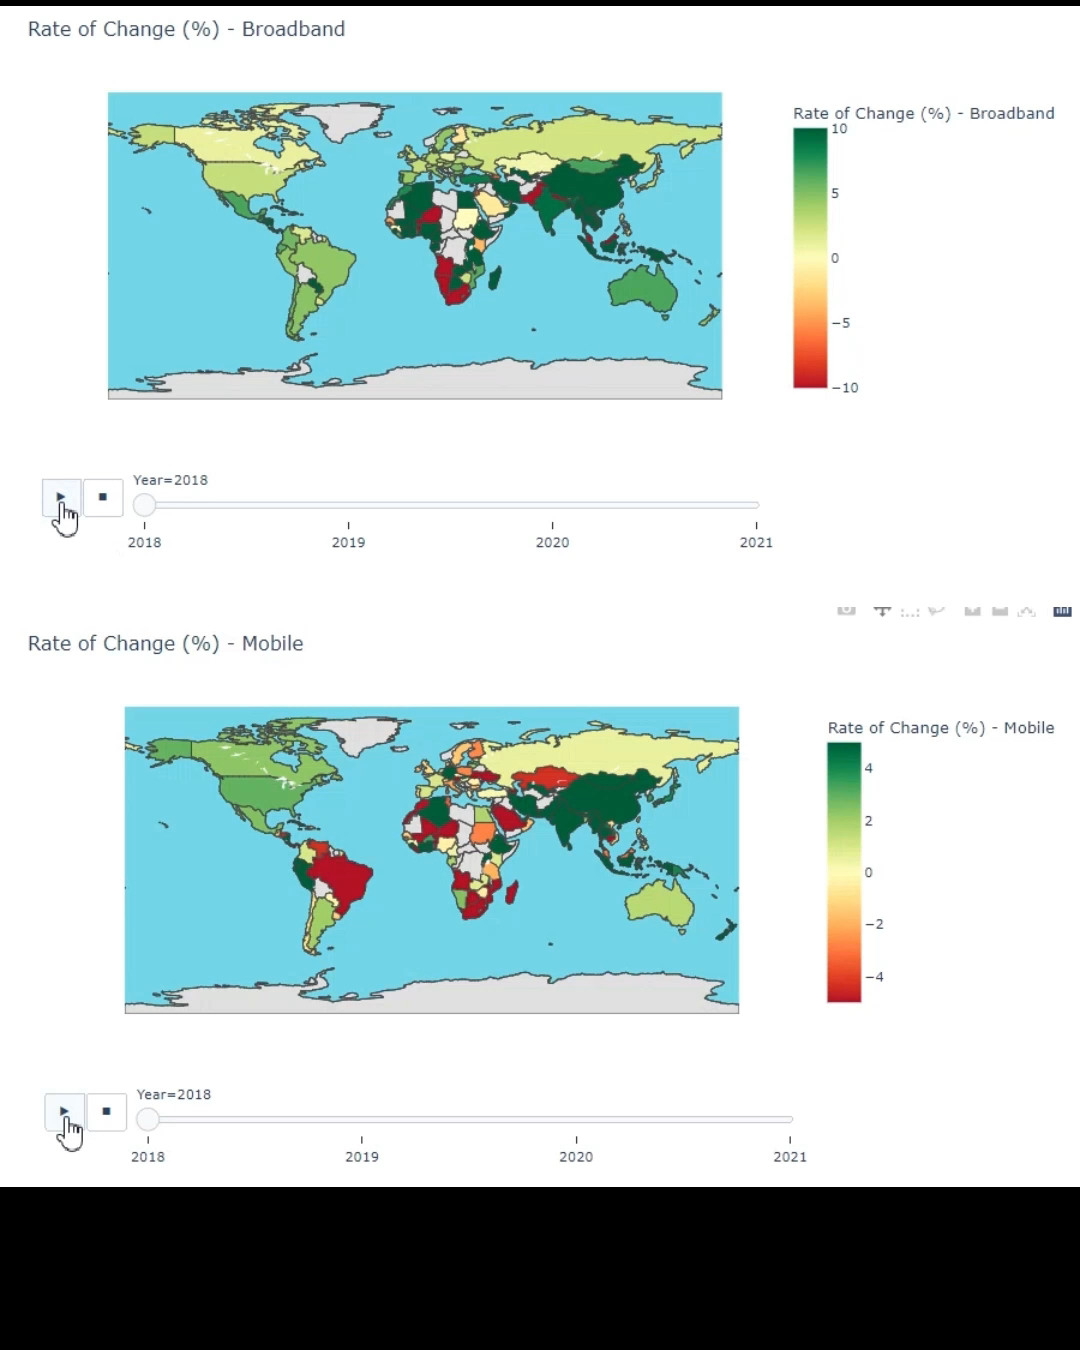 Rate of Change (%) - Broadband
Rate of Change (%) - Broadband
10
5
0
−5
−10
Year=2018
2018 2019 2020 2021
Rate of Change (%) - Mobile
Rate of Change (%) - Mobile
4
2
0
−2
−4
Year=2018
2018 2019 2020 2021